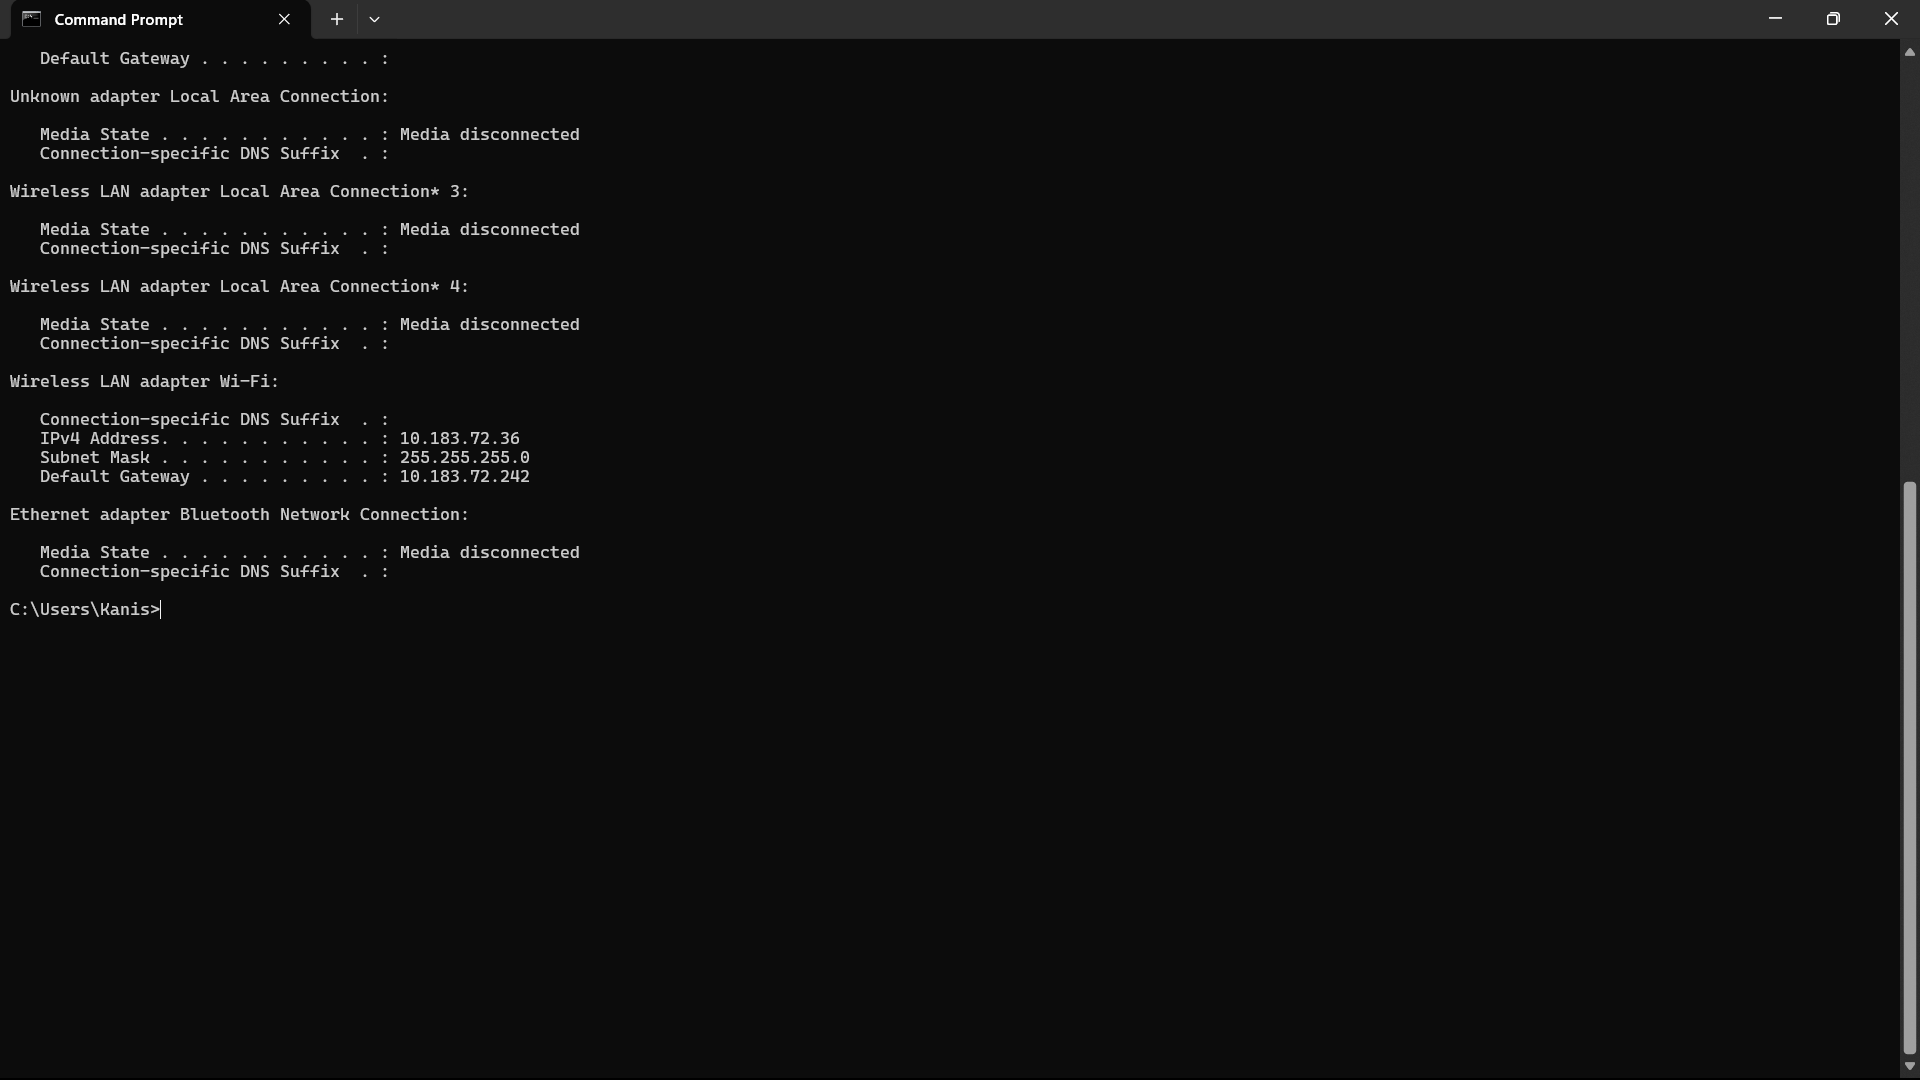 Command Prompt
   Default Gateway . . . . . . . . . :

Unknown adapter Local Area Connection:

   Media State . . . . . . . . . . . : Media disconnected
   Connection-specific DNS Suffix  . :

Wireless LAN adapter Local Area Connection* 3:

   Media State . . . . . . . . . . . : Media disconnected
   Connection-specific DNS Suffix  . :

Wireless LAN adapter Local Area Connection* 4:

   Media State . . . . . . . . . . . : Media disconnected
   Connection-specific DNS Suffix  . :

Wireless LAN adapter Wi-Fi:

   Connection-specific DNS Suffix  . :
   IPv4 Address. . . . . . . . . . . : 10.183.72.36
   Subnet Mask . . . . . . . . . . . : 255.255.255.0
   Default Gateway . . . . . . . . . : 10.183.72.242

Ethernet adapter Bluetooth Network Connection:

   Media State . . . . . . . . . . . : Media disconnected
   Connection-specific DNS Suffix  . :

C:\Users\Kanis>